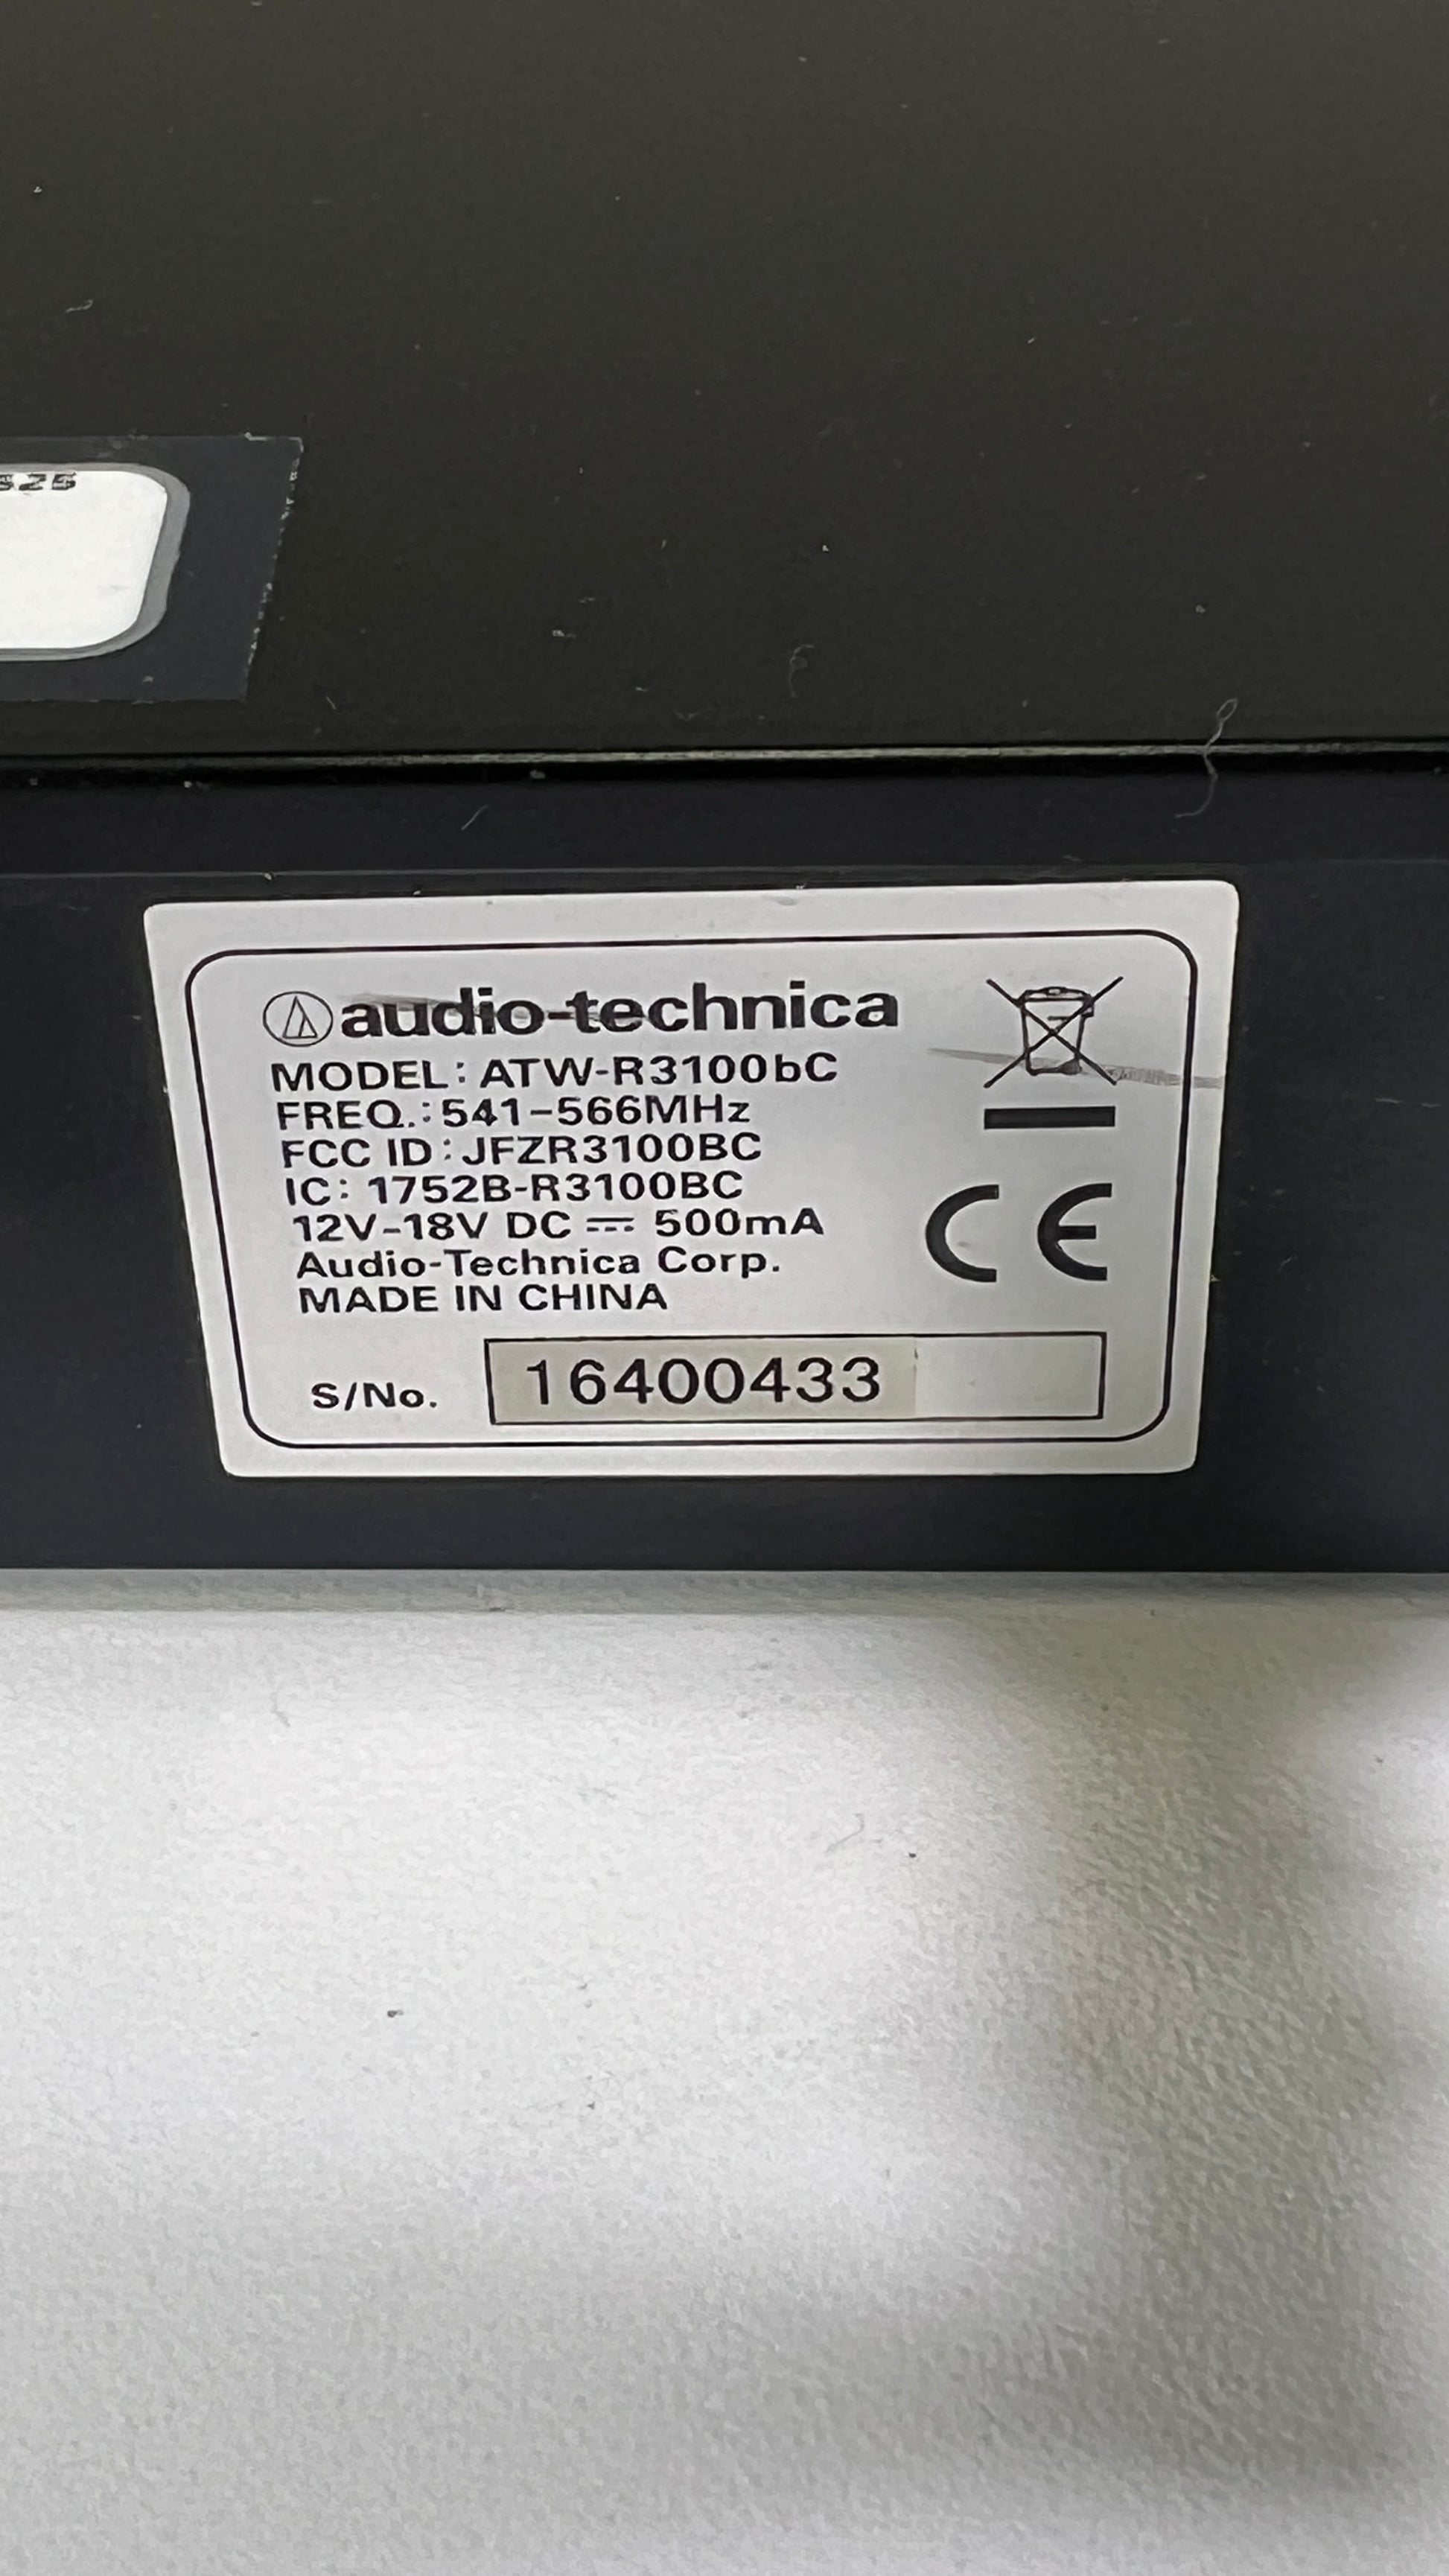 audio-technica
MODEL: ATW-R3100bC
FREQ.: 541-566MHz
FCC ID: JFZR3100BC
IC: 1752B-R3100BC
12V-18V DC ⎓ 500mA
Audio-Technica Corp.
MADE IN CHINA
CE
S/No. 16400433